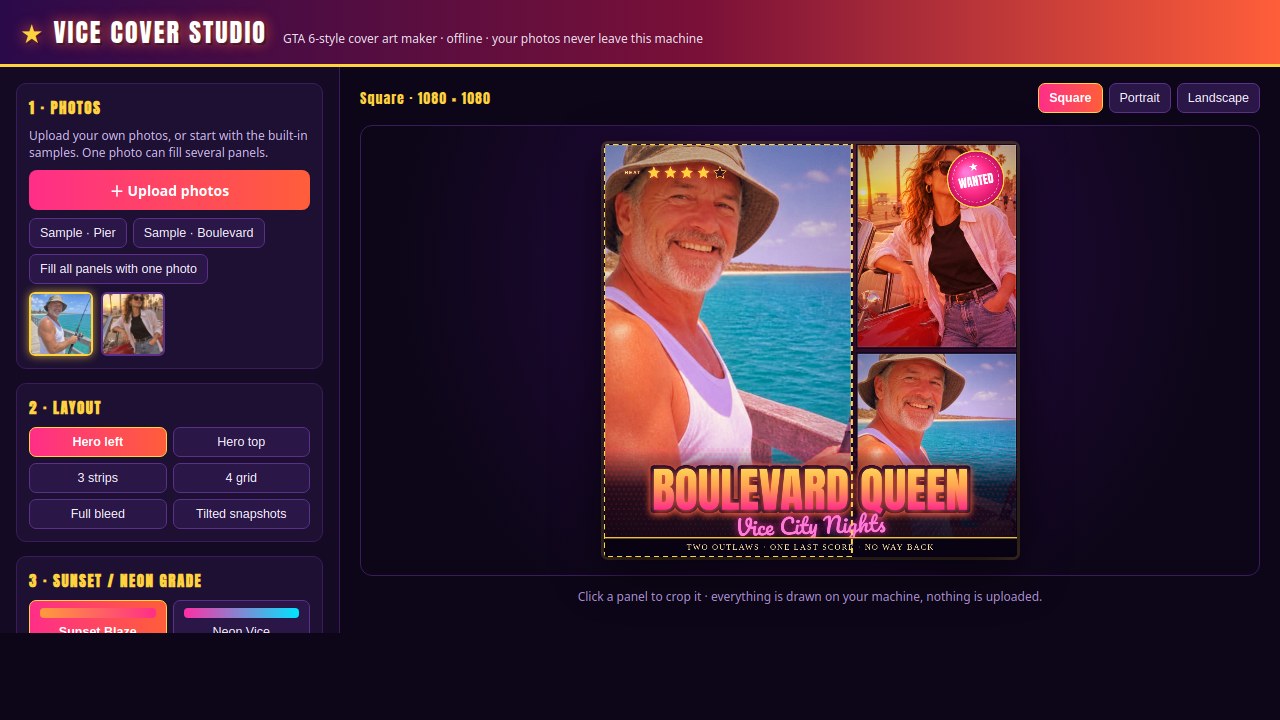 ★ VICE COVER STUDIO
GTA 6-style cover art maker · offline · your photos never leave this machine
1 · PHOTOS
Upload your own photos, or start with the built-in
samples. One photo can fill several panels.
+ Upload photos
Sample · Pier
Sample · Boulevard
Fill all panels with one photo
2 · LAYOUT
Hero left
Hero top
3 strips
4 grid
Full bleed
Tilted snapshots
3 · SUNSET / NEON GRADE
Sunset Blaze
Neon Vice
Square · 1080 × 1080
Square
Portrait
Landscape
HEAT
WANTED
BOULEVARD QUEEN
Vice City Nights
TWO OUTLAWS · ONE LAST SCORE · NO WAY BACK
Click a panel to crop it · everything is drawn on your machine, nothing is uploaded.